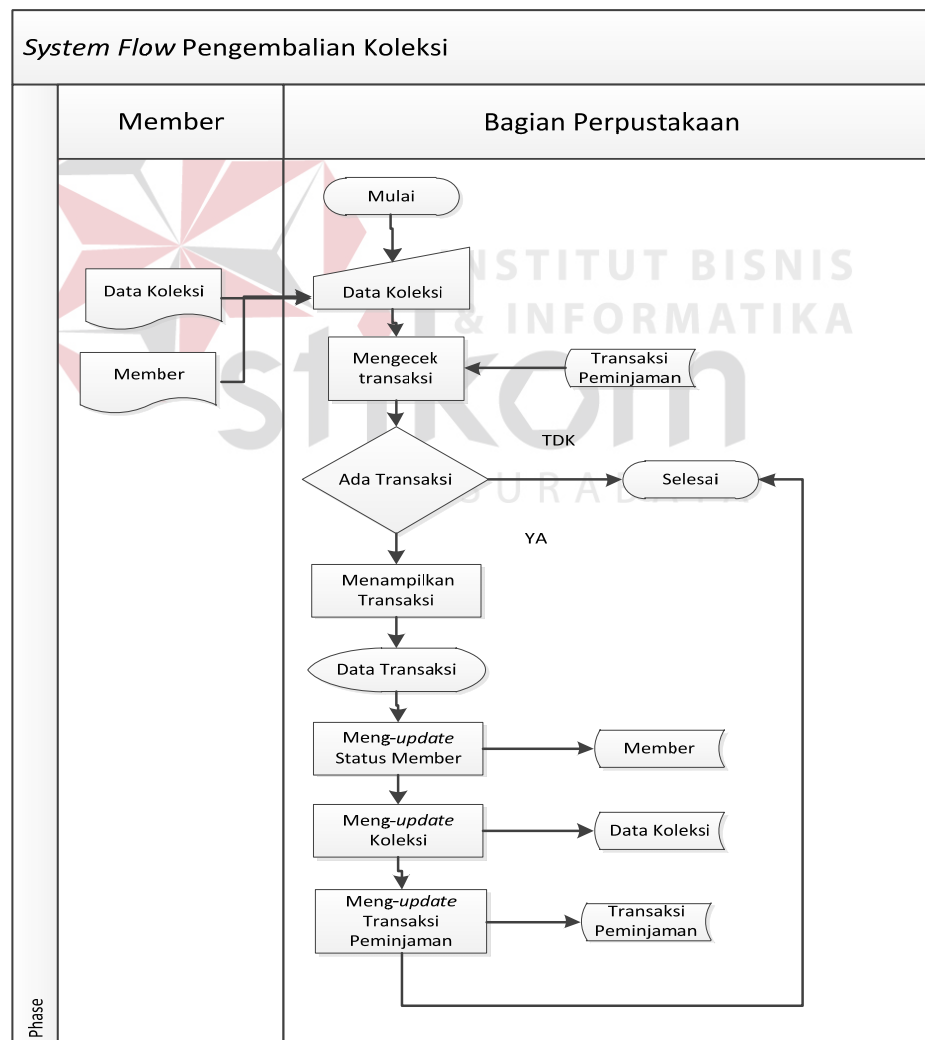 System Flow Pengembalian Koleksi
Member
Bagian Perpustakaan
Mulai
INSTITUT BISNIS
& INFORMATIKA
stikom
SURABAYA
Data Koleksi
Data Koleksi
Member
Mengecek
transaksi
Transaksi
Peminjaman
TDK
Ada Transaksi
Selesai
YA
Menampilkan
Transaksi
Data Transaksi
Meng-update
Status Member
Member
Meng-update
Koleksi
Data Koleksi
Meng-update
Transaksi
Peminjaman
Transaksi
Peminjaman
Phase